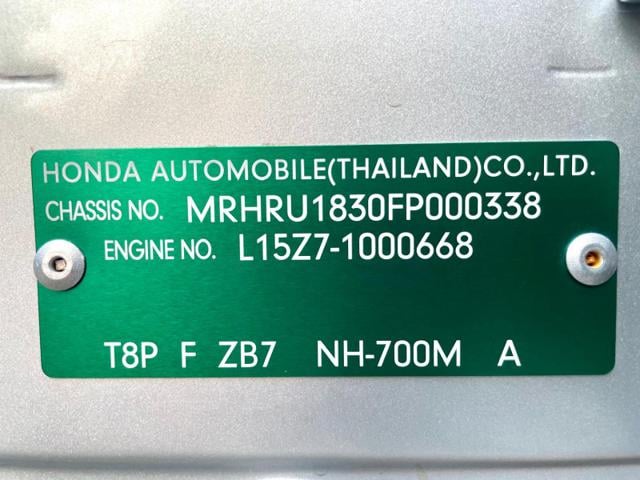 HONDA AUTOMOBILE(THAILAND)CO.,LTD.
CHASSIS NO. MRHRU1830FP000338
ENGINE NO. L15Z7-1000668
T8P F ZB7 NH-700M A